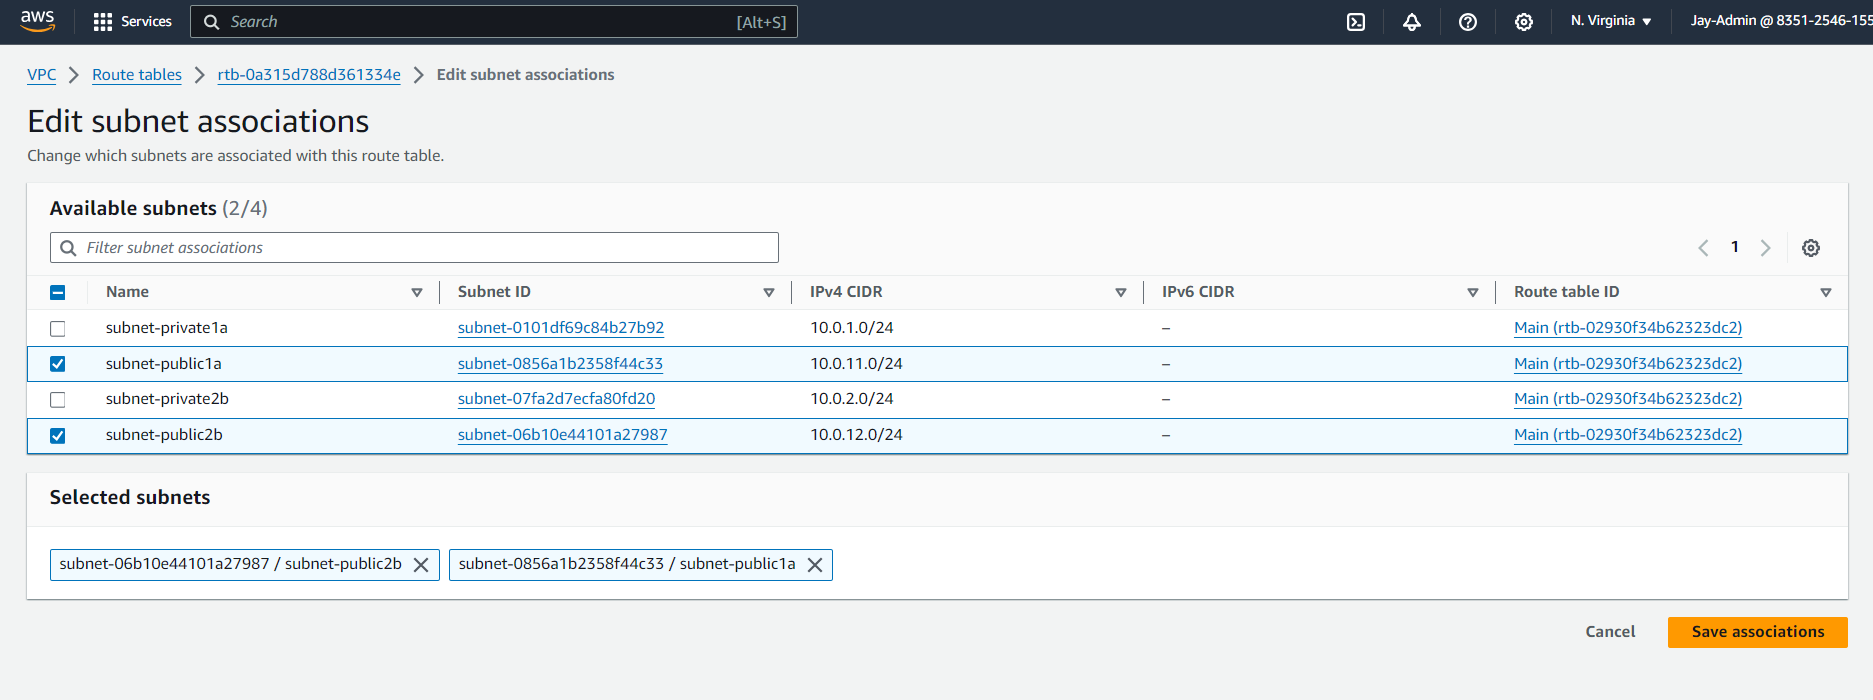 aws Services Search [Alt+S] N. Virginia Jay-Admin @ 8351-2546-155
VPC Route tables rtb-0a315d788d361334e Edit subnet associations
Edit subnet associations
Change which subnets are associated with this route table.
Available subnets (2/4)
Filter subnet associations 1
Name Subnet ID IPv4 CIDR IPv6 CIDR Route table ID
subnet-private1a subnet-0101df69c84b27b92 10.0.1.0/24 – Main (rtb-02930f34b62323dc2)
subnet-public1a subnet-0856a1b2358f44c33 10.0.11.0/24 – Main (rtb-02930f34b62323dc2)
subnet-private2b subnet-07fa2d7ecfa80fd20 10.0.2.0/24 – Main (rtb-02930f34b62323dc2)
subnet-public2b subnet-06b10e44101a27987 10.0.12.0/24 – Main (rtb-02930f34b62323dc2)
Selected subnets
subnet-06b10e44101a27987 / subnet-public2b subnet-0856a1b2358f44c33 / subnet-public1a
Cancel Save associations